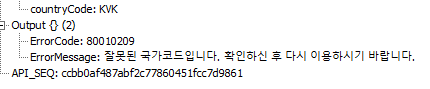 countryCode: KVK
Output {} (2)
ErrorCode: 80010209
ErrorMessage: 잘못된 국가코드입니다. 확인하신 후 다시 이용하시기 바랍니다.
API_SEQ: ccbb0af487abf2c77860451fcc7d9861